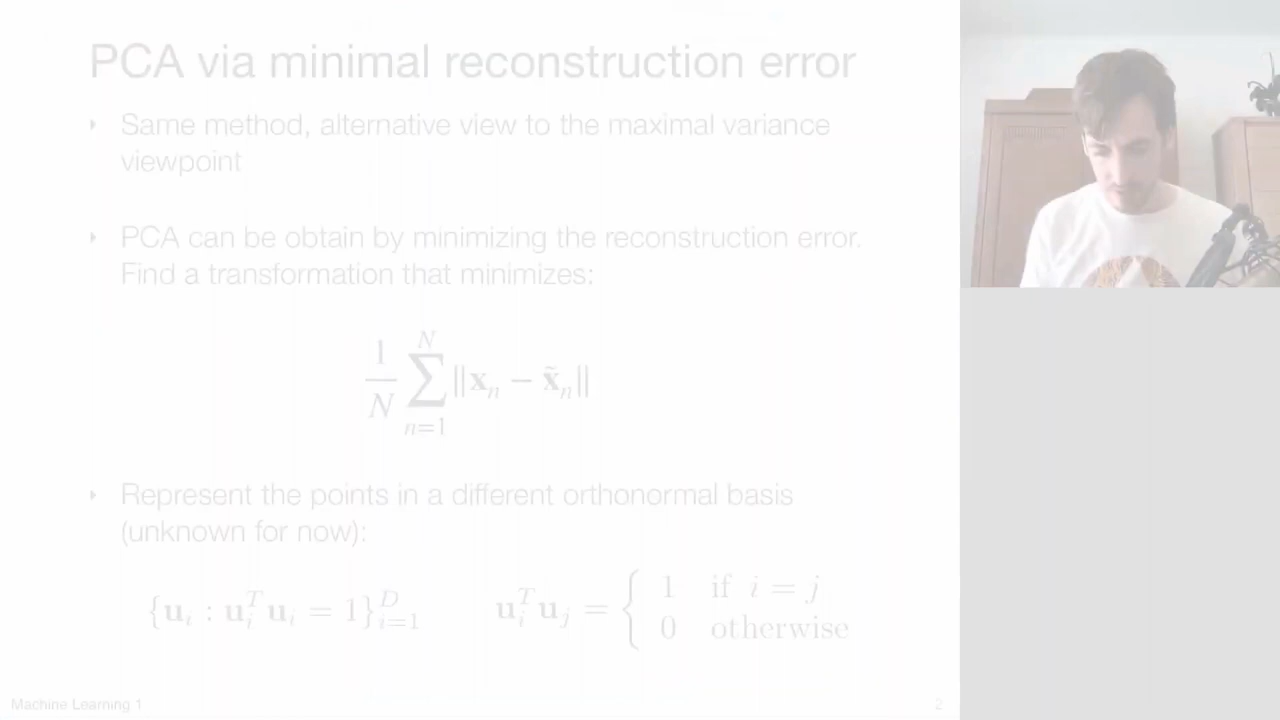 PCA via minimal reconstruction error
‣ Same method, alternative view to the maximal variance
viewpoint
‣ PCA can be obtain by minimizing the reconstruction error.
Find a transformation that minimizes:
$\frac{1}{N} \sum_{n=1}^{N} \|\mathbf{x}_n - \tilde{\mathbf{x}}_n\|$
‣ Represent the points in a different orthonormal basis
(unknown for now):
$\{\mathbf{u}_i : \mathbf{u}_i^T \mathbf{u}_i = 1\}_{i=1}^{D}$ $\mathbf{u}_i^T \mathbf{u}_j = \begin{cases} 1 & \text{if } i = j \\ 0 & \text{otherwise} \end{cases}$
Machine Learning 1 2